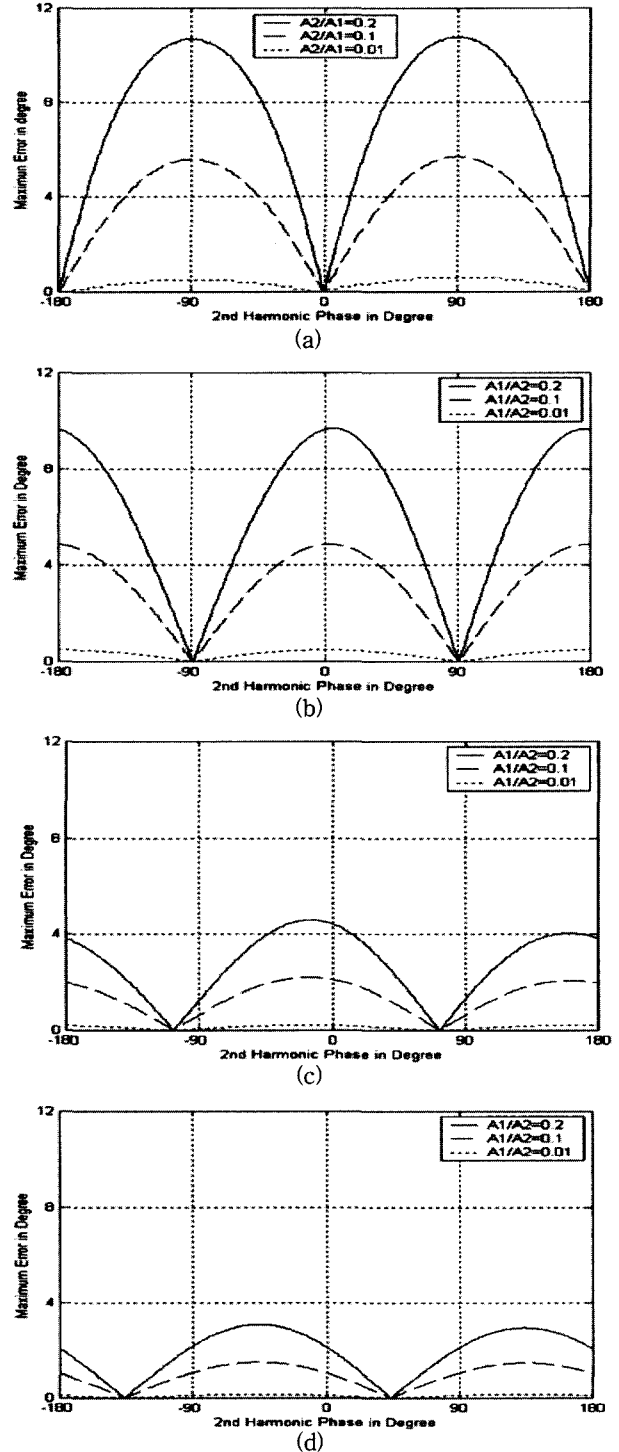 A2/A1=0.2
A2/A1=0.1
A2/A1=0.01
Maximun Error in degree
12
8
4
0
-180 -90 0 90 180
2nd Harmonic Phase in Degree
(a)
A1/A2=0.2
A1/A2=0.1
A1/A2=0.01
Maximum Error in Degree
12
8
4
0
-180 -90 0 90 180
2nd Harmonic Phase in Degree
(b)
A1/A2=0.2
A1/A2=0.1
A1/A2=0.01
Maximum Error in Degree
12
8
4
0
-180 -90 0 90 180
2nd Harmonic Phase in Degree
(c)
A1/A2=0.2
A1/A2=0.1
A1/A2=0.01
Maximum Error in Degree
12
8
4
0
-180 -90 0 90 180
2nd Harmonic Phase in Degree
(d)